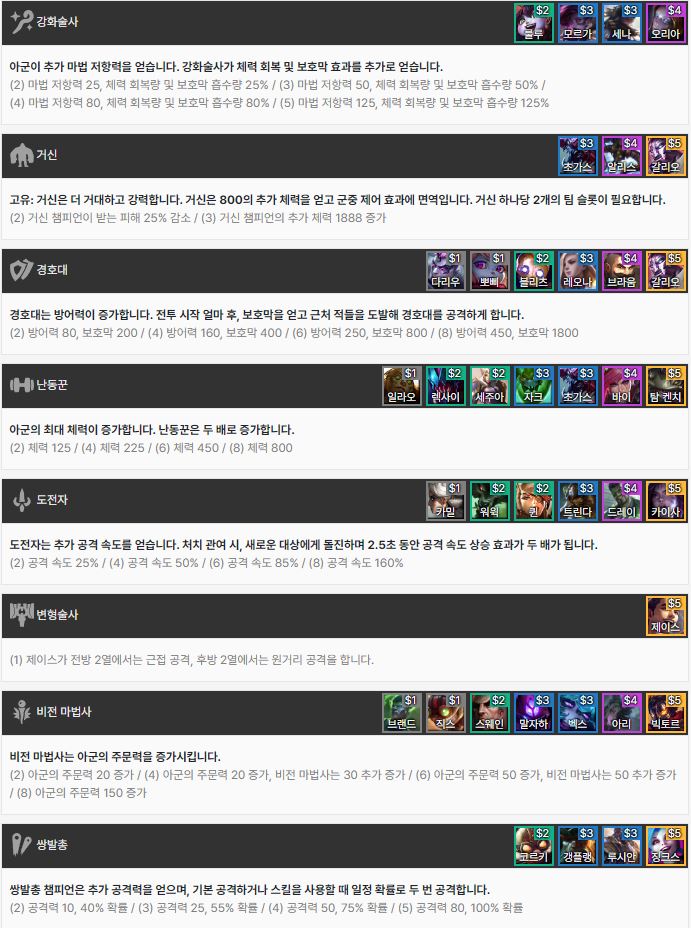 강화술사
$2 $3 $3 $4
룰루 모르가 세나 오리아
아군이 추가 마법 저항력을 얻습니다. 강화술사가 체력 회복 및 보호막 효과를 추가로 얻습니다.
(2) 마법 저항력 25, 체력 회복량 및 보호막 흡수량 25% / (3) 마법 저항력 50, 체력 회복량 및 보호막 흡수량 50% /
(4) 마법 저항력 80, 체력 회복량 및 보호막 흡수량 80% / (5) 마법 저항력 125, 체력 회복량 및 보호막 흡수량 125%
거신
$3 $4 $5
초가스 알리스 갈리오
고유: 거신은 더 거대하고 강력합니다. 거신은 800의 추가 체력을 얻고 군중 제어 효과에 면역입니다. 거신 하나당 2개의 팀 슬롯이 필요합니다.
(2) 거신 챔피언이 받는 피해 25% 감소 / (3) 거신 챔피언의 추가 체력 1888 증가
경호대
$1 $1 $2 $3 $4 $5
다리우 뽀삐 블리츠 레오나 브라움 갈리오
경호대는 방어력이 증가합니다. 전투 시작 얼마 후, 보호막을 얻고 근처 적들을 도발해 경호대를 공격하게 합니다.
(2) 방어력 80, 보호막 200 / (4) 방어력 160, 보호막 400 / (6) 방어력 250, 보호막 800 / (8) 방어력 450, 보호막 1800
난동꾼
$1 $2 $2 $3 $3 $4 $5
일라오 렉사이 세주아 자크 초가스 바이 탐 켄치
아군의 최대 체력이 증가합니다. 난동꾼은 두 배로 증가합니다.
(2) 체력 125 / (4) 체력 225 / (6) 체력 450 / (8) 체력 800
도전자
$1 $2 $2 $3 $4 $5
카밀 워윅 퀸 트린다 드레이 카이사
도전자는 추가 공격 속도를 얻습니다. 처치 관여 시, 새로운 대상에게 돌진하며 2.5초 동안 공격 속도 상승 효과가 두 배가 됩니다.
(2) 공격 속도 25% / (4) 공격 속도 50% / (6) 공격 속도 85% / (8) 공격 속도 160%
변형술사
$5
제이스
(1) 제이스가 전방 2열에서는 근접 공격, 후방 2열에서는 원거리 공격을 합니다.
비전 마법사
$1 $1 $2 $3 $3 $4 $5
브랜드 직스 스웨인 말자하 벡스 아리 빅토르
비전 마법사는 아군의 주문력을 증가시킵니다.
(2) 아군의 주문력 20 증가 / (4) 아군의 주문력 20 증가, 비전 마법사는 30 추가 증가 / (6) 아군의 주문력 50 증가, 비전 마법사는 50 추가 증가
/ (8) 아군의 주문력 150 증가
쌍발총
$2 $3 $3 $5
코르키 갱플랭 루시안 징크스
쌍발총 챔피언은 추가 공격력을 얻으며, 기본 공격하거나 스킬을 사용할 때 일정 확률로 두 번 공격합니다.
(2) 공격력 10, 40% 확률 / (3) 공격력 25, 55% 확률 / (4) 공격력 50, 75% 확률 / (5) 공격력 80, 100% 확률